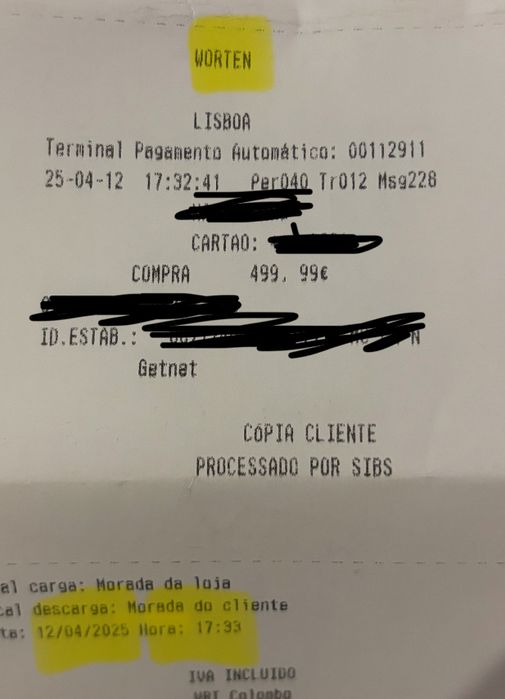 WORTEN
LISBOA
Terminal Pagamento Automático: 00112911
25-04-12 17:32:41 Per040 Tr012 Msg228
CARTAO:
COMPRA 499,99€
ID.ESTAB.: N
Getnet
CÓPIA CLIENTE
PROCESSADO POR SIBS
al carga: Morada da loja
cal descarga: Morada do cliente
ta: 12/04/2025 Hora: 17:33
IVA INCLUIDO
WRT Colombo